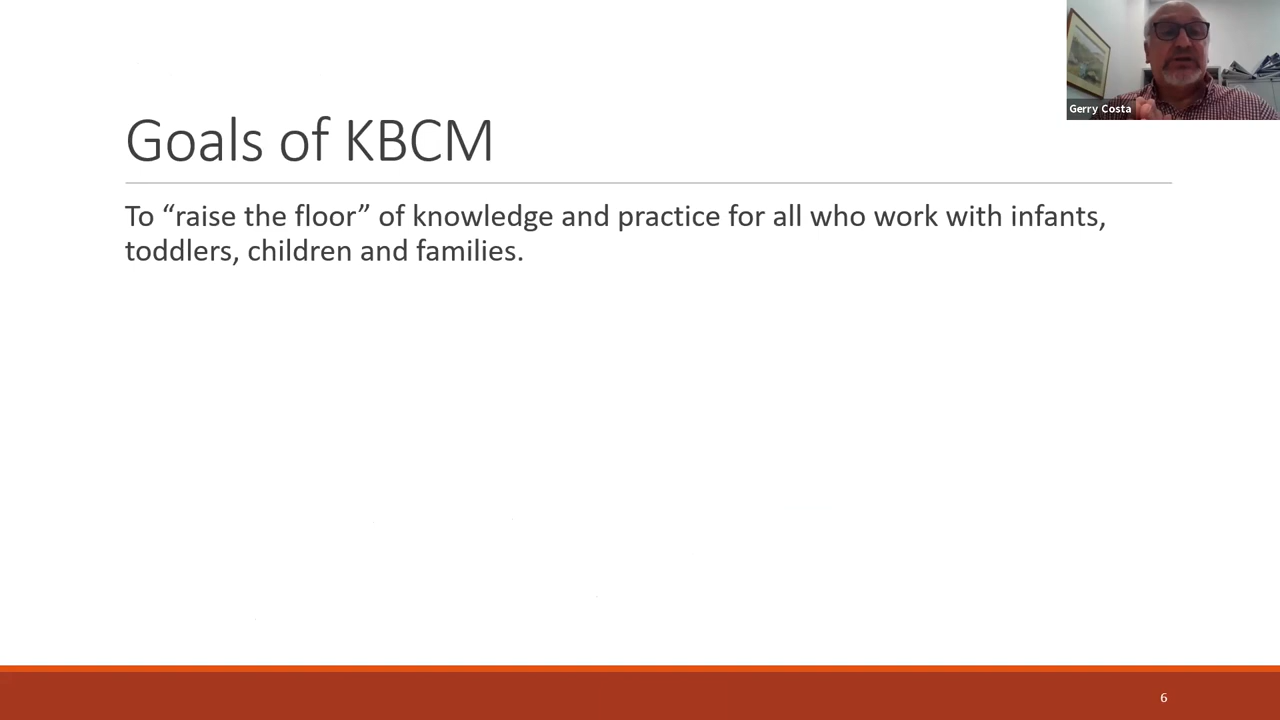 Gerry Costa
Goals of KBCM
To “raise the floor” of knowledge and practice for all who work with infants,
toddlers, children and families.
6